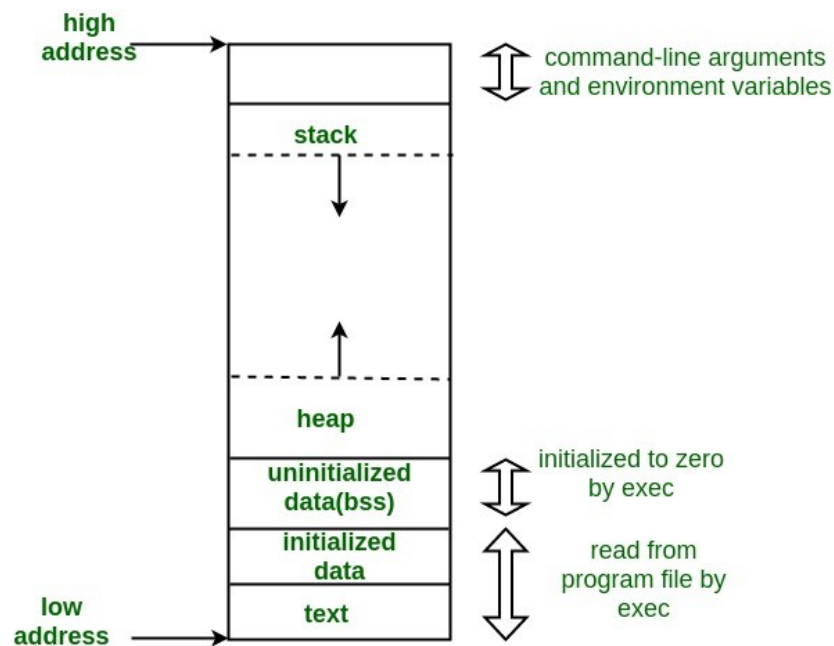 high
address
command-line arguments
and environment variables
stack
heap
uninitialized
data(bss)
initialized to zero
by exec
initialized
data
read from
program file by
exec
text
low
address